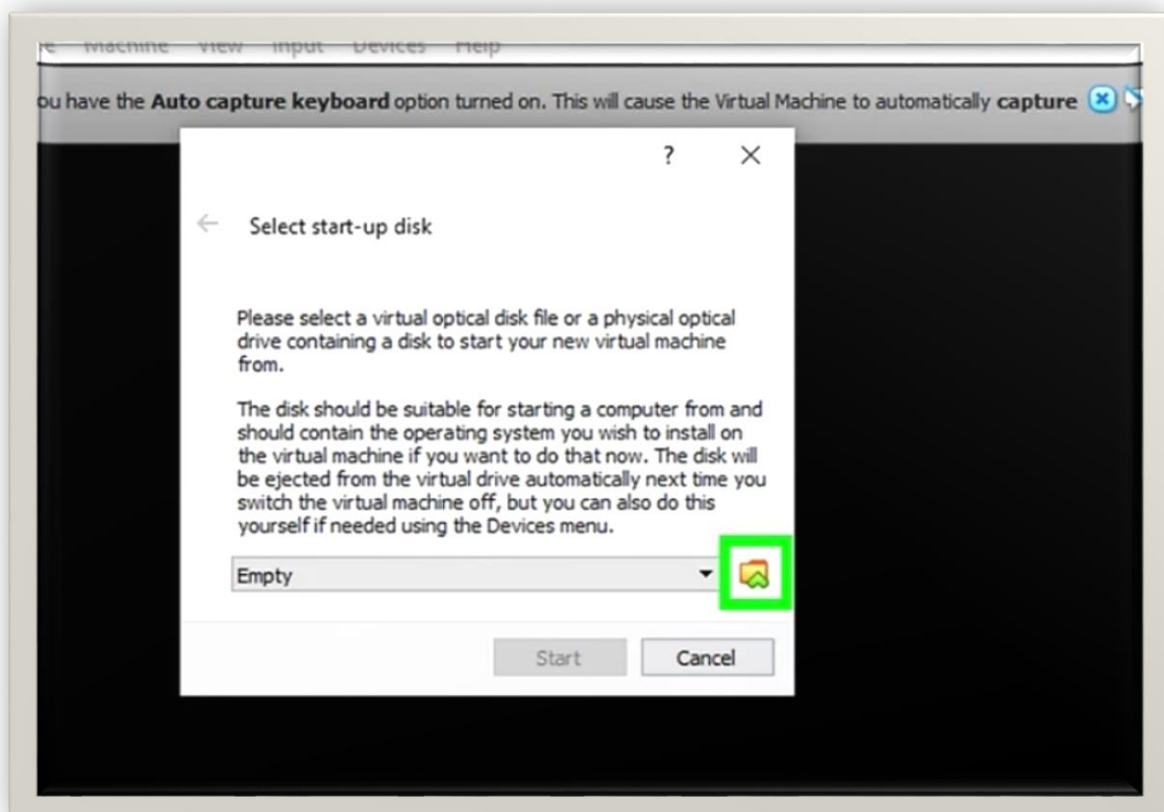 Machine View Input Devices Help
ou have the Auto capture keyboard option turned on. This will cause the Virtual Machine to automatically capture
?
Select start-up disk
Please select a virtual optical disk file or a physical optical
drive containing a disk to start your new virtual machine
from.
The disk should be suitable for starting a computer from and
should contain the operating system you wish to install on
the virtual machine if you want to do that now. The disk will
be ejected from the virtual drive automatically next time you
switch the virtual machine off, but you can also do this
yourself if needed using the Devices menu.
Empty
Start Cancel